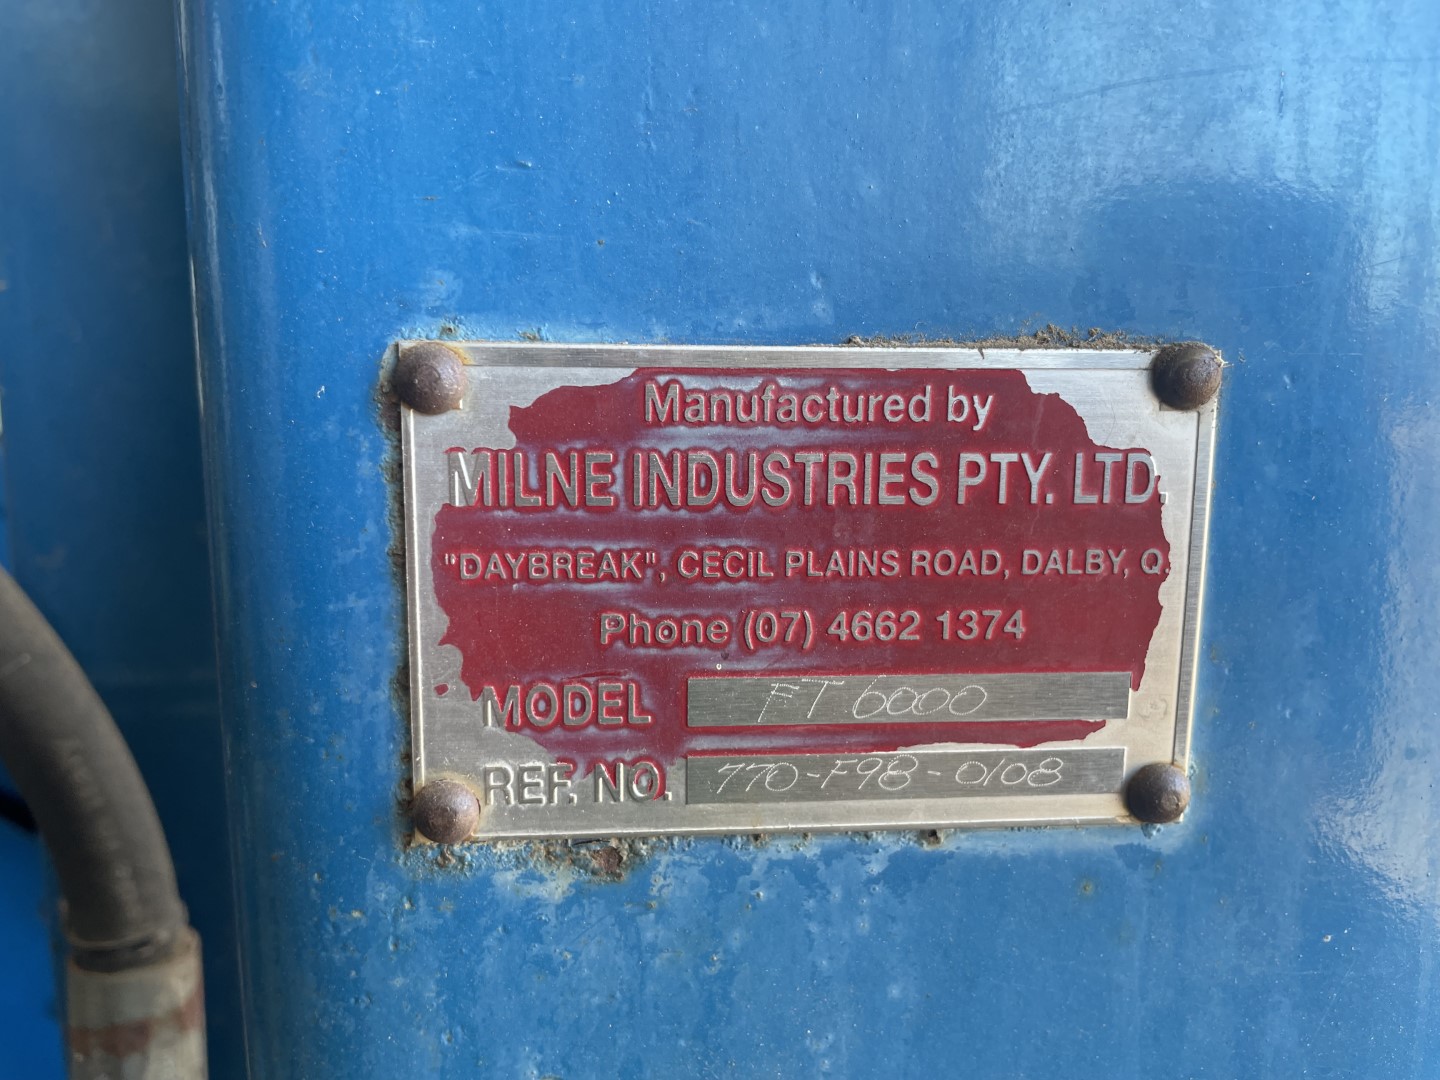 Manufactured by
MILNE INDUSTRIES PTY. LTD.
"DAYBREAK", CECIL PLAINS ROAD, DALBY, Q.
Phone (07) 4662 1374
MODEL FT 6000
REF. NO. 770-F98-0108